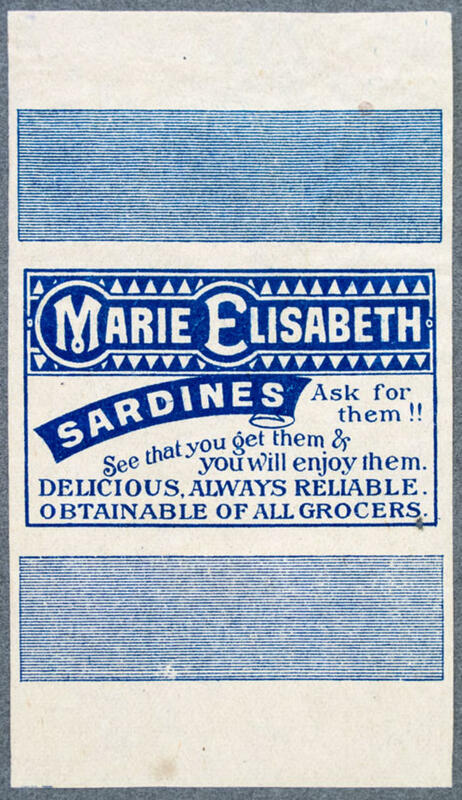 MARIE ELISABETH
SARDINES
Ask for
them !!
See that you get them &
you will enjoy them.
DELICIOUS, ALWAYS RELIABLE.
OBTAINABLE OF ALL GROCERS.